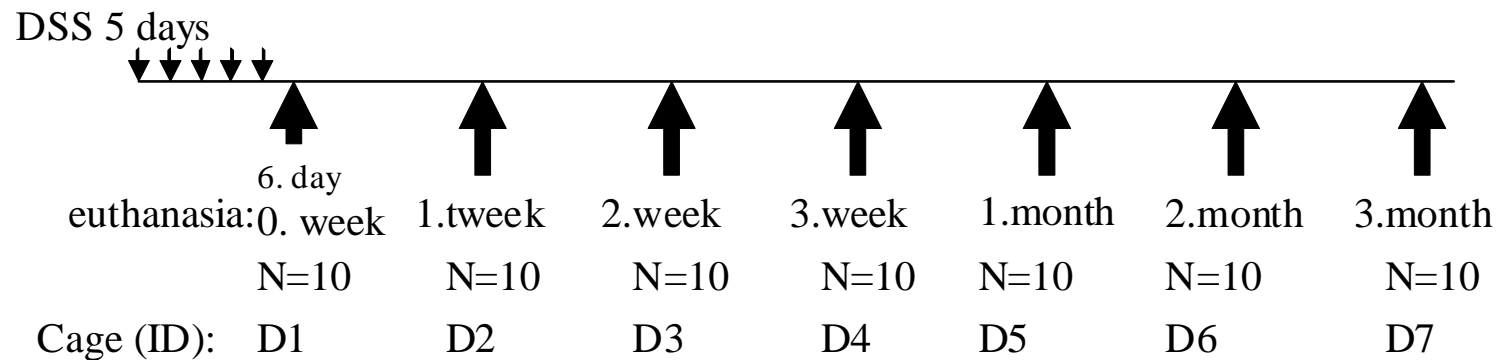 DSS 5 days
6. day
euthanasia: 0. week 1.tweek 2.week 3.week 1.month 2.month 3.month
N=10 N=10 N=10 N=10 N=10 N=10 N=10
Cage (ID): D1 D2 D3 D4 D5 D6 D7